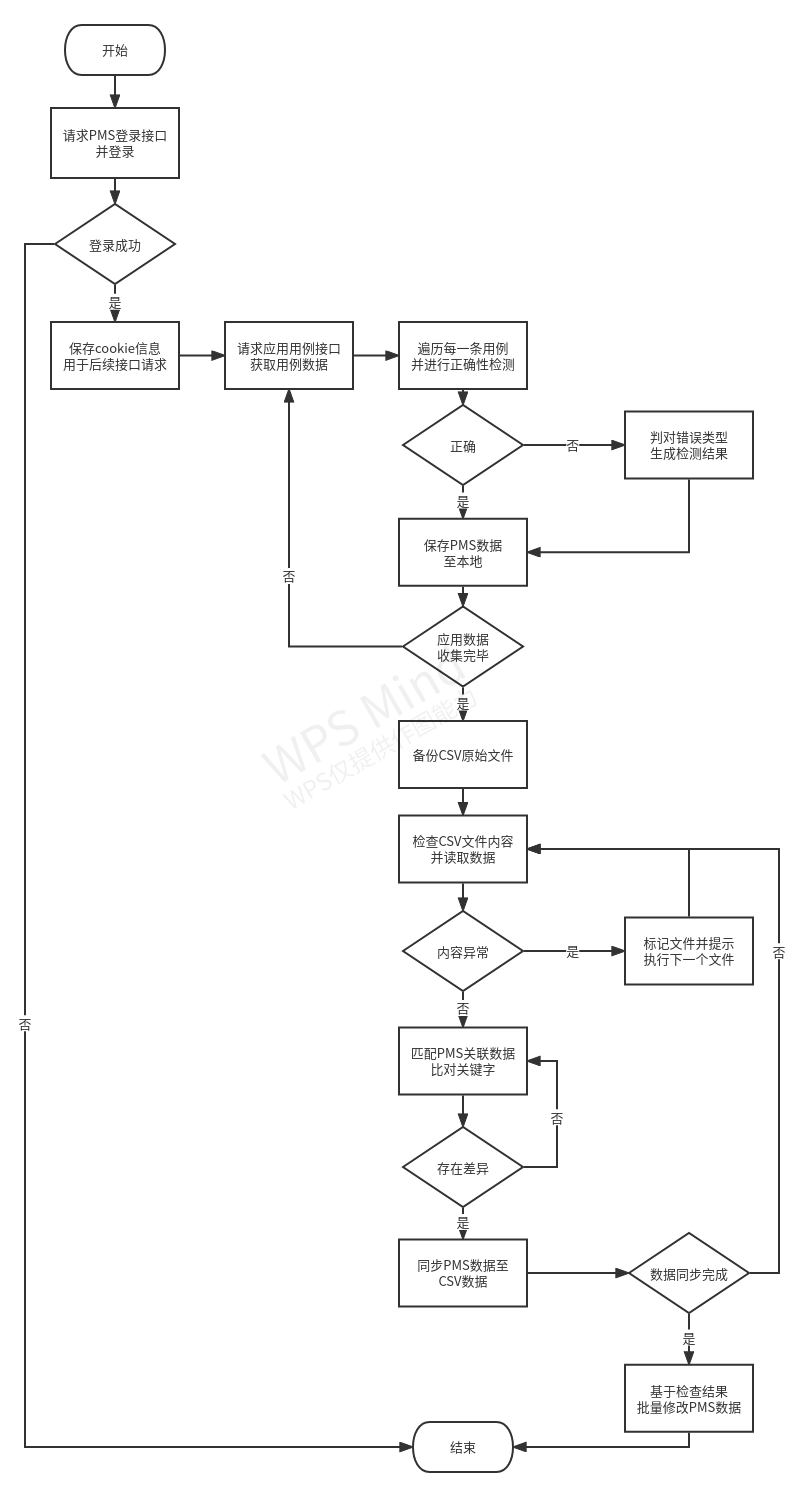 开始
请求PMS登录接口
并登录
登录成功
是
保存cookie信息
用于后续接口请求
请求应用用例接口
获取用例数据
遍历每一条用例
并进行正确性检测
正确
否
判对错误类型
生成检测结果
是
保存PMS数据
至本地
否
应用数据
收集完毕
是
WPS Mind
WPS仅提供作图能力
备份CSV原始文件
检查CSV文件内容
并读取数据
内容异常
是
标记文件并提示
执行下一个文件
否
否
否
匹配PMS关联数据
比对关键字
否
存在差异
是
同步PMS数据至
CSV数据
数据同步完成
是
基于检查结果
批量修改PMS数据
结束